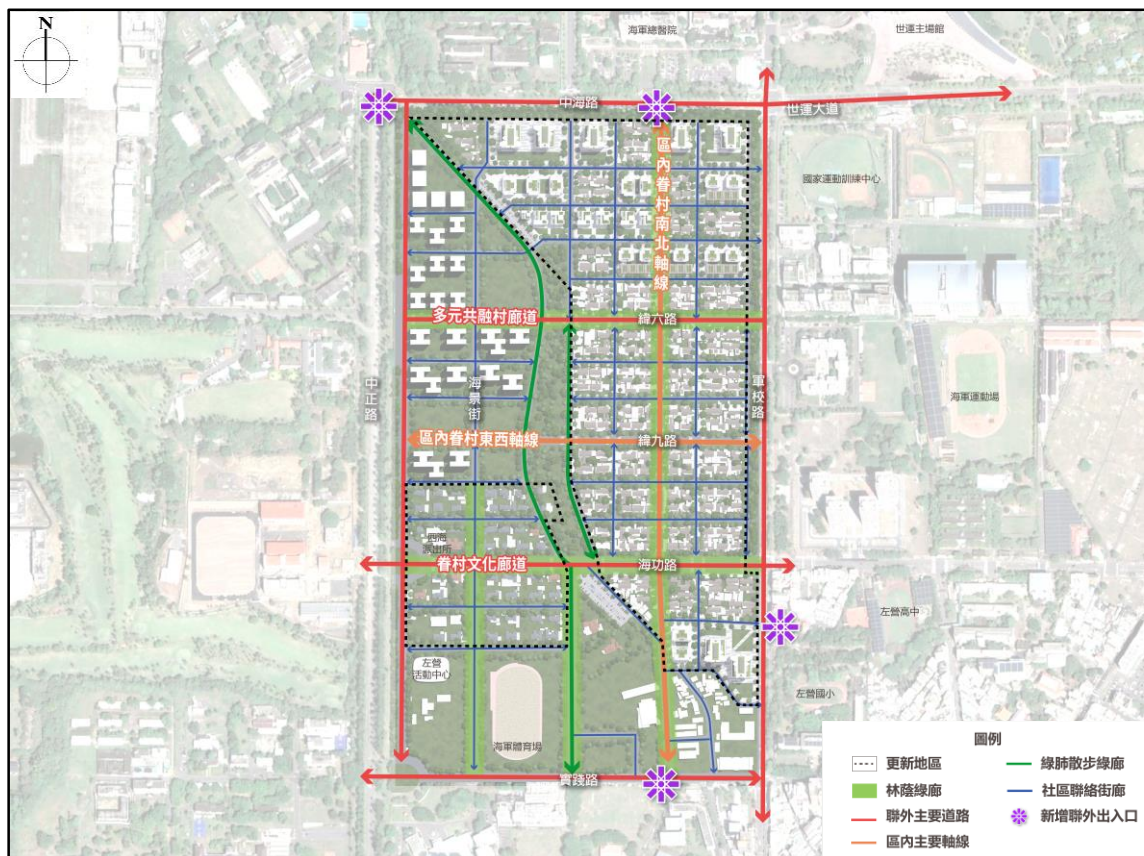 N
海軍總醫院
世運主場館
中海路
世運大道
區內眷村南北軸線
國家運動訓練中心
多元共融村廊道
緯六路
中正路
海景街
軍校路
海軍運動場
區內眷村東西軸線
緯九路
四海
派出所
眷村文化廊道
海功路
左營高中
左營
活動中心
左營國小
海軍體育場
實踐路
圖例
更新地區
綠肺散步綠廊
林蔭綠廊
社區聯絡街廊
聯外主要道路
新增聯外出入口
區內主要軸線